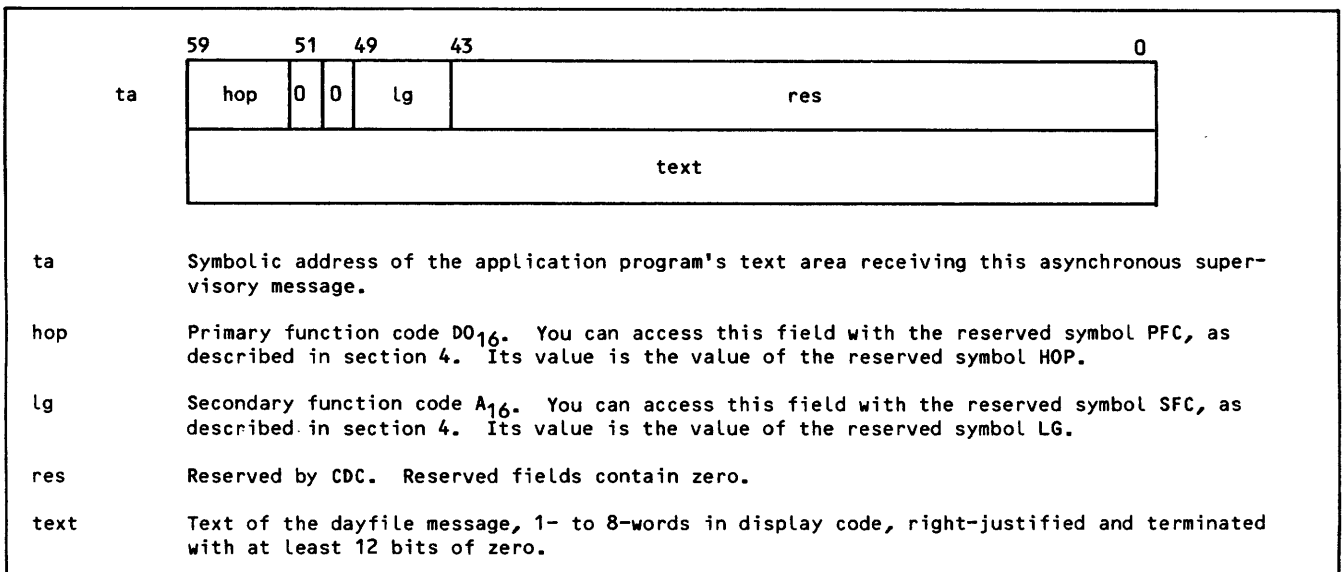 59 51 49 43 0
ta hop 0 0 lg res
text
ta Symbolic address of the application program's text area receiving this asynchronous super-
visory message.
hop Primary function code D0₁₆. You can access this field with the reserved symbol PFC, as
described in section 4. Its value is the value of the reserved symbol HOP.
lg Secondary function code A₁₆. You can access this field with the reserved symbol SFC, as
described in section 4. Its value is the value of the reserved symbol LG.
res Reserved by CDC. Reserved fields contain zero.
text Text of the dayfile message, 1- to 8-words in display code, right-justified and terminated
with at least 12 bits of zero.